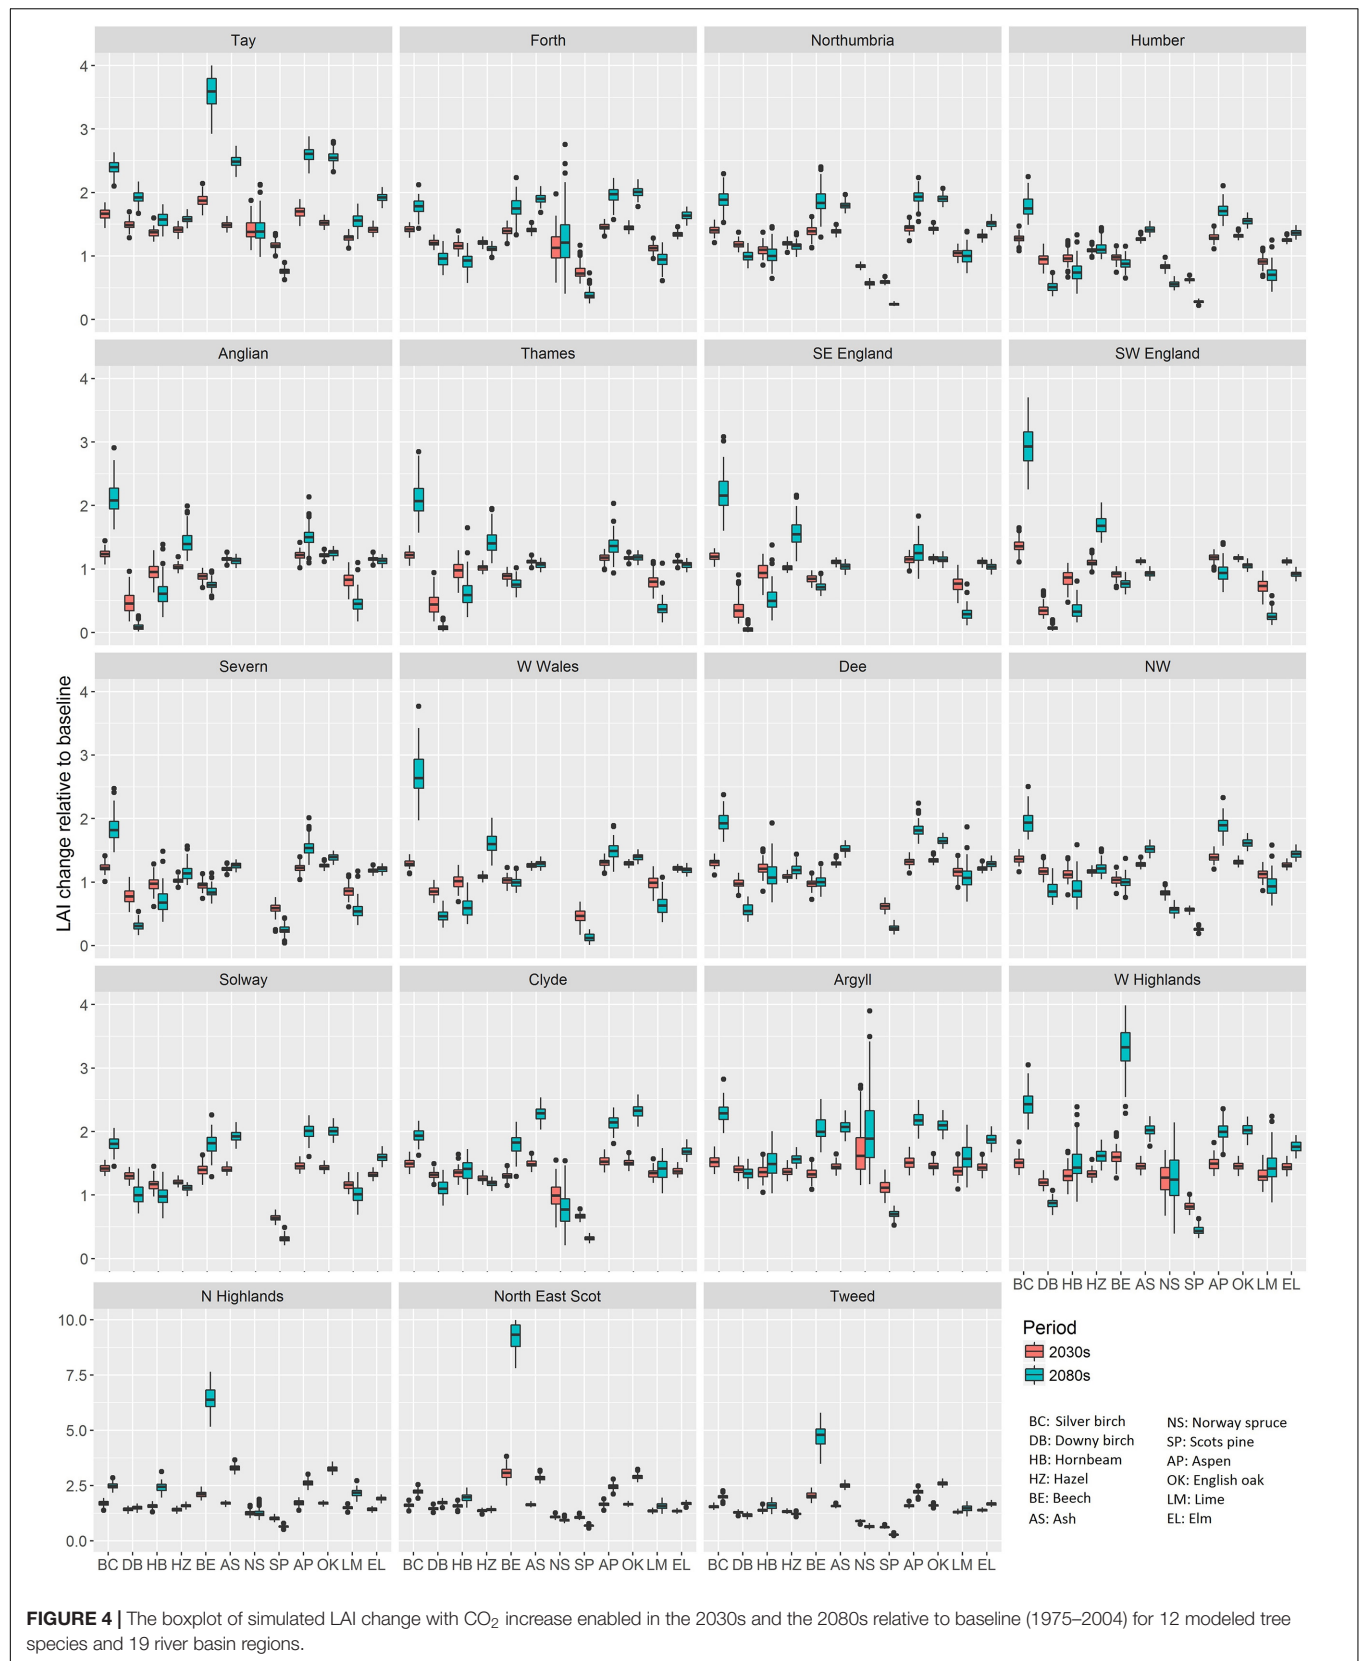 Tay Forth Northumbria Humber
4
3
2
1
0
Anglian Thames SE England SW England
4
3
2
1
0
LAI change relative to baseline
Severn W Wales Dee NW
4
3
2
1
0
Solway Clyde Argyll W Highlands
4
3
2
1
0
BC DB HB HZ BE AS NS SP AP OK LM EL
N Highlands North East Scot Tweed
10.0
7.5
5.0
2.5
0.0
BC DB HB HZ BE AS NS SP AP OK LM EL BC DB HB HZ BE AS NS SP AP OK LM EL BC DB HB HZ BE AS NS SP AP OK LM EL
Period
2030s
2080s
BC: Silver birch NS: Norway spruce
DB: Downy birch SP: Scots pine
HB: Hornbeam AP: Aspen
HZ: Hazel OK: English oak
BE: Beech LM: Lime
AS: Ash EL: Elm
FIGURE 4 | The boxplot of simulated LAI change with CO₂ increase enabled in the 2030s and the 2080s relative to baseline (1975–2004) for 12 modeled tree
species and 19 river basin regions.